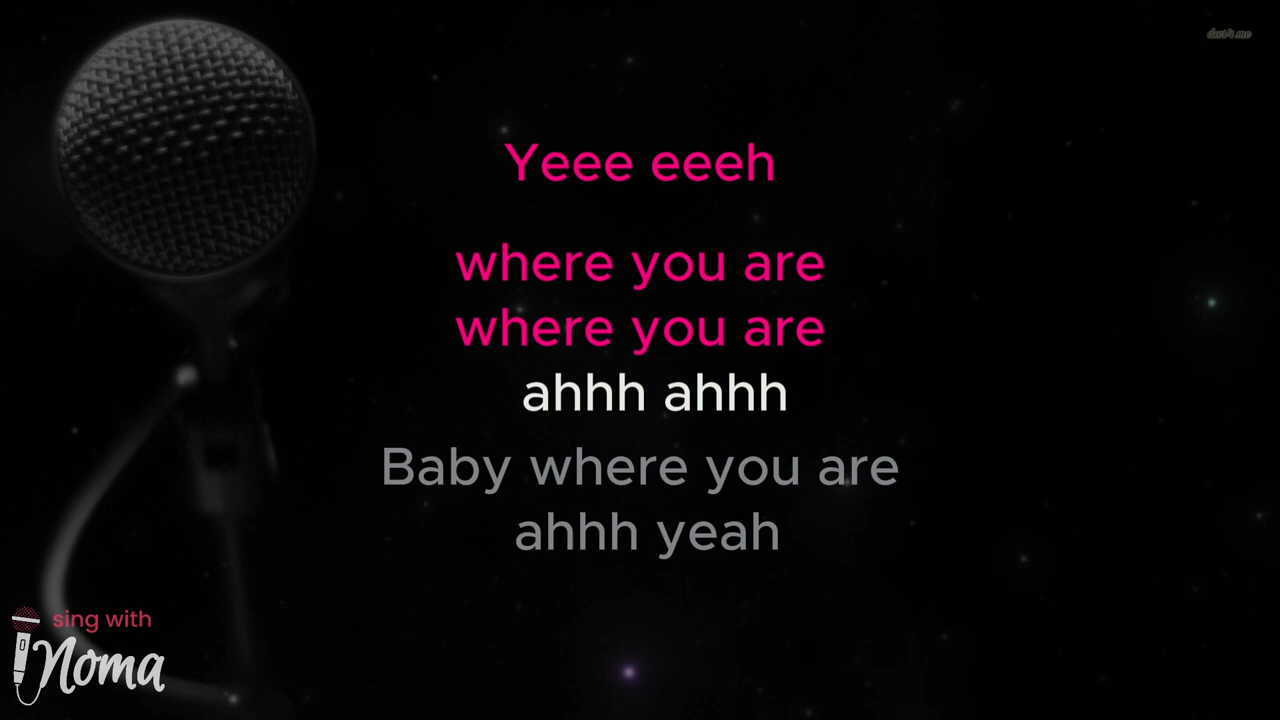 Yeee eeeh
where you are
where you are
ahhh ahhh
Baby where you are
ahhh yeah
sing with
Noma